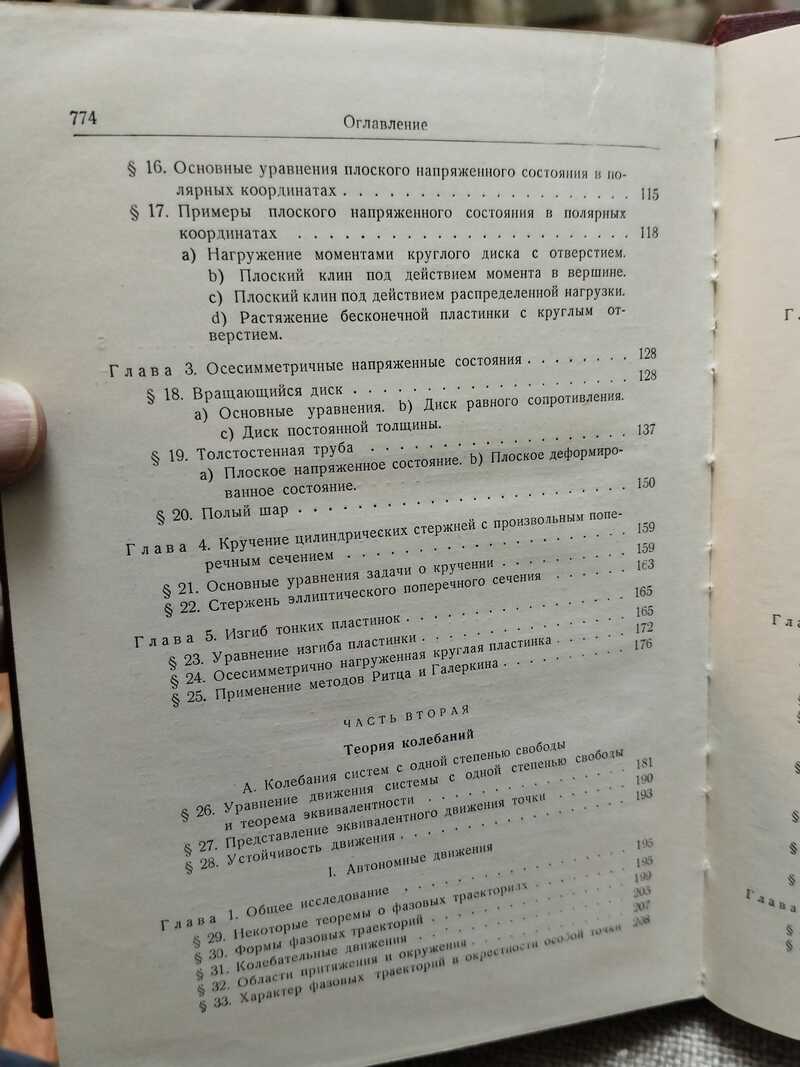 774
Оглавление
§ 16. Основные уравнения плоского напряженного состояния в по-
лярных координатах . . . . . . . . . . . . . . . . . . . 115
§ 17. Примеры плоского напряженного состояния в полярных
координатах . . . . . . . . . . . . . . . . . . . . . . 118
a) Нагружение моментами круглого диска с отверстием.
b) Плоский клин под действием момента в вершине.
c) Плоский клин под действием распределенной нагрузки.
d) Растяжение бесконечной пластинки с круглым от-
верстием.
Глава 3. Осесимметричные напряженные состояния . . . . . . . . 128
§ 18. Вращающийся диск . . . . . . . . . . . . . . . . . . 128
a) Основные уравнения. b) Диск равного сопротивления.
c) Диск постоянной толщины.
§ 19. Толстостенная труба . . . . . . . . . . . . . . . . . 137
a) Плоское напряженное состояние. b) Плоское деформиро-
ванное состояние.
§ 20. Полый шар . . . . . . . . . . . . . . . . . . . . . . 150
Глава 4. Кручение цилиндрических стержней с произвольным попе-
речным сечением . . . . . . . . . . . . . . . . . . . 159
§ 21. Основные уравнения задачи о кручении . . . . . . . . 159
§ 22. Стержень эллиптического поперечного сечения . . . . . . 163
Глава 5. Изгиб тонких пластинок . . . . . . . . . . . . . . . 165
§ 23. Уравнение изгиба пластинки . . . . . . . . . . . . . . 165
§ 24. Осесимметрично нагруженная круглая пластинка . . . . . 172
§ 25. Применение методов Ритца и Галеркина . . . . . . . . . 176
ЧАСТЬ ВТОРАЯ
Теория колебаний
A. Колебания систем с одной степенью свободы
§ 26. Уравнение движения системы с одной степенью свободы
и теорема эквивалентности . . . . . . . . . . . . . . 181
§ 27. Представление эквивалентного движения точки . . . . . . 190
§ 28. Устойчивость движения . . . . . . . . . . . . . . . . 193
I. Автономные движения
Глава 1. Общее исследование . . . . . . . . . . . . . . . . 195
§ 29. Некоторые теоремы о фазовых траекториях . . . . . . . 195
§ 30. Формы фазовых траекторий . . . . . . . . . . . . . . 199
§ 31. Колебательные движения . . . . . . . . . . . . . . . 205
§ 32. Области притяжения и окружения . . . . . . . . . . . 207
§ 33. Характер фазовых траекторий в окрестности особой точки 208
§
§
§
§
§
§
§
§